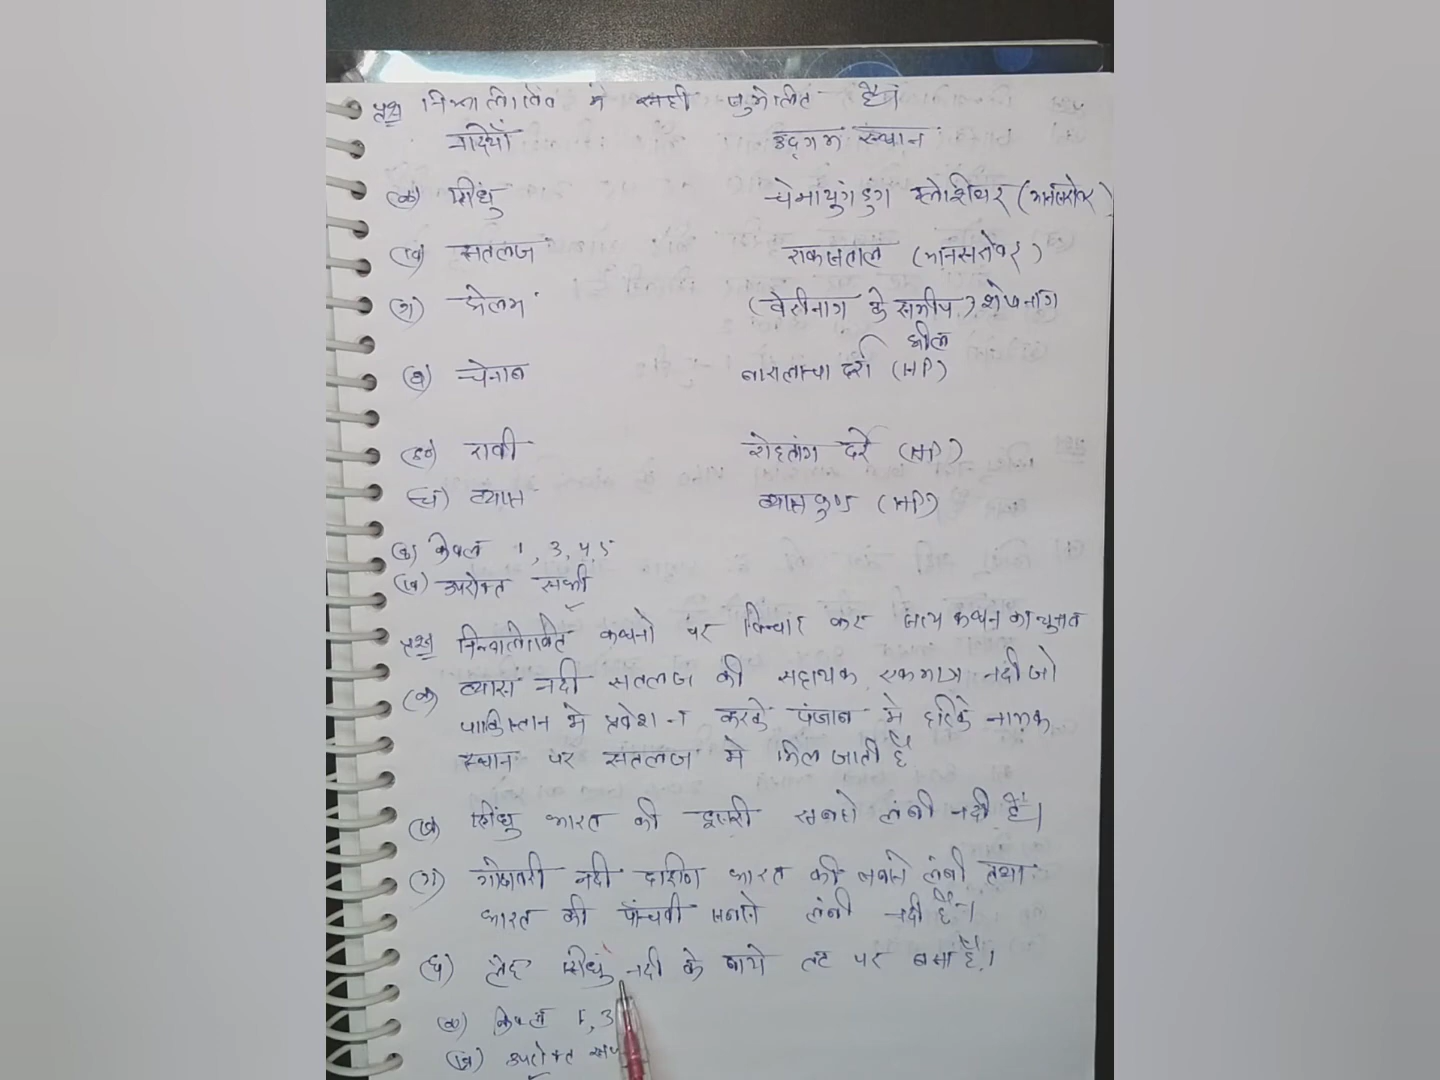 प्रश्न निम्नलिखित में सही सुमेलित है।
नदियाँ उद्गम स्थान
(क) सिंधु चेमायुंगडुंग ग्लेशियर (मानसरोवर)
(ख) सतलज राकसताल (मानसरोवर)
(ग) झेलम (वेरीनाग के समीप) शेषनाग
झील
(घ) चेनाब बारालाचा दर्रा (HP)
(ङ) रावी रोहतांग दर्रे (HP)
(च) व्यास व्यासकुण्ड (HP)
(क) केवल 1, 3, 4, 5
(ख) उपरोक्त सभी
प्रश्न निम्नलिखित कथनो पर विचार कर सत्य कथन का चुनाव
(क) व्यास नदी सतलज की सहायक एकमात्र नदी जो
पाकिस्तान मे प्रवेश न करके पंजाब मे हरिके नामक
स्थान पर सतलज मे मिल जाती है
(ख) सिंधु भारत की दूसरी सबसे लंबी नदी है।
(ग) गोदावरी नदी दक्षिण भारत की सबसे लंबी तथा
भारत की पाँचवी सबसे लंबी नदी है।
(घ) लेह सिंधु नदी के बाये तट पर बसा है।
(क) केवल 1, 3
(ख) उपरोक्त